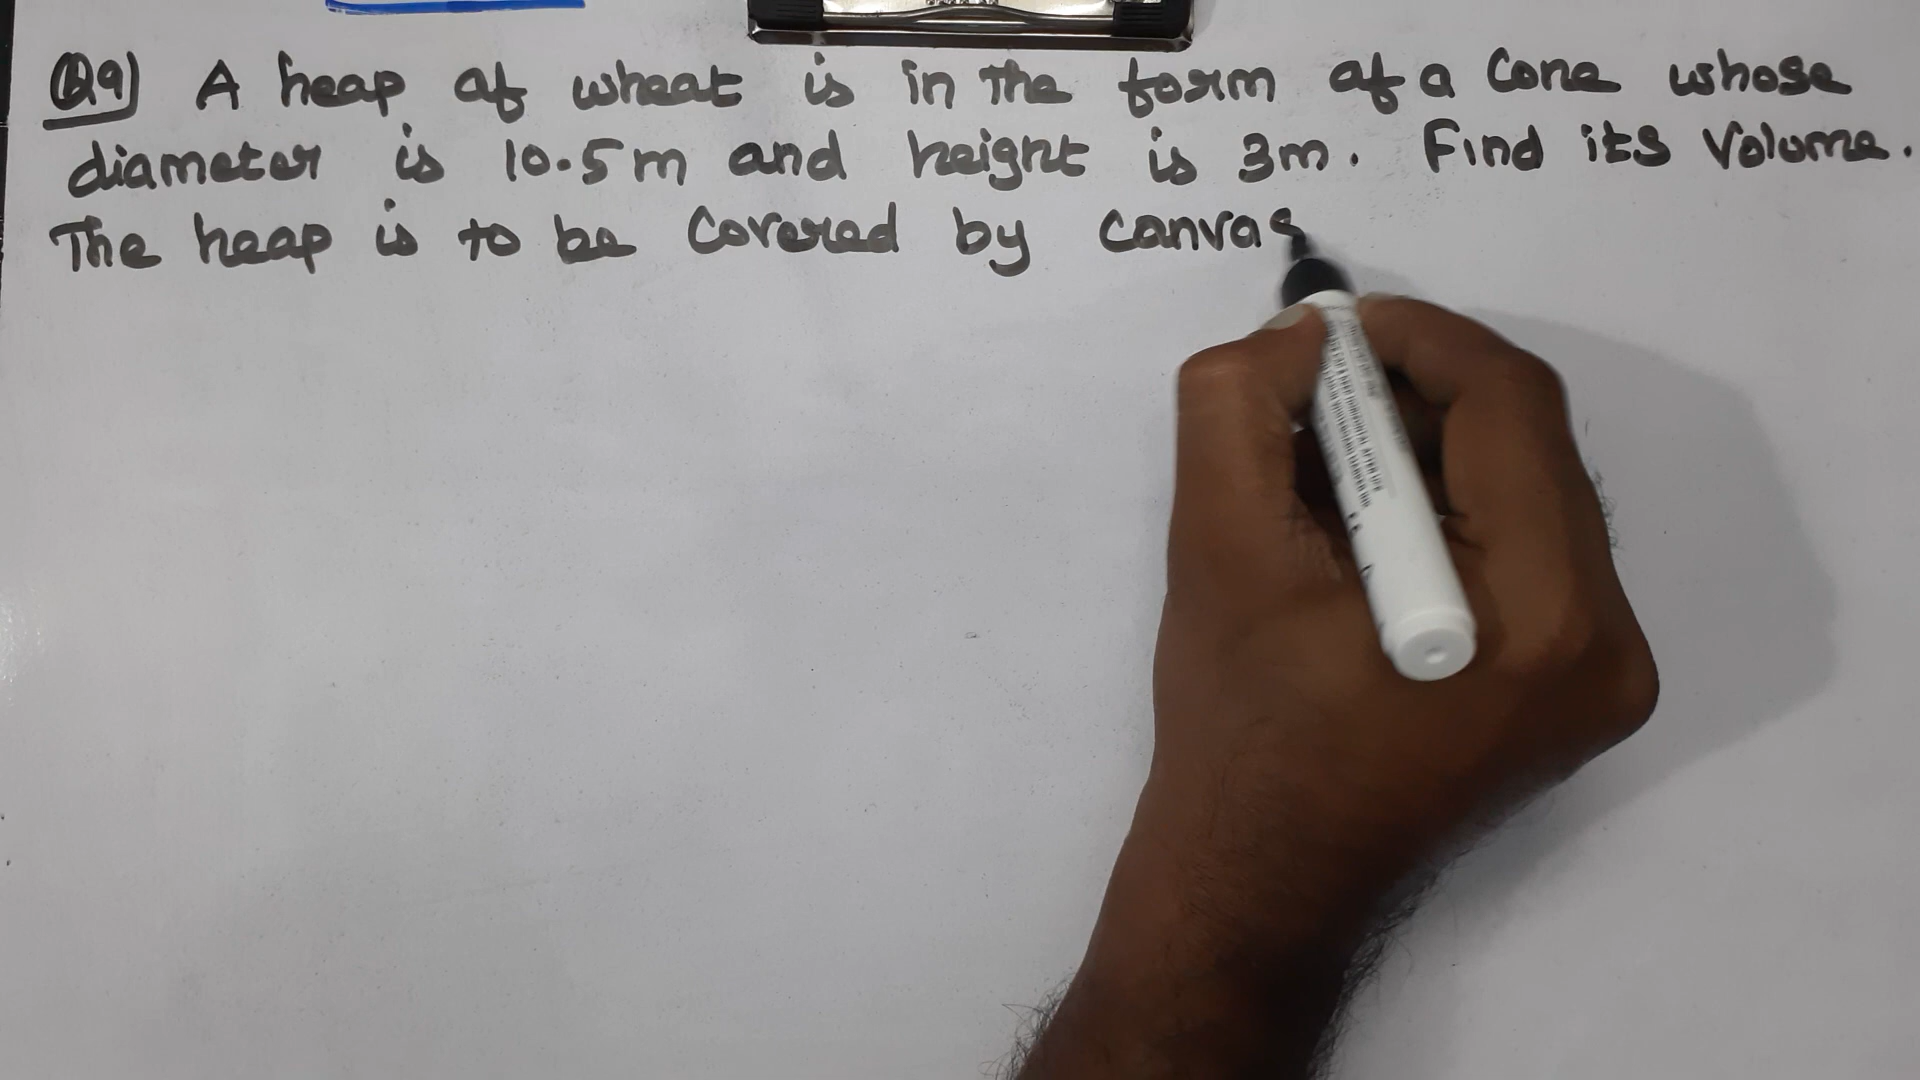 Q9) A heap of wheat is in the form of a Cone whose
diameter is 10.5m and height is 3m. Find its Volume.
The heap is to be Covered by Canvas